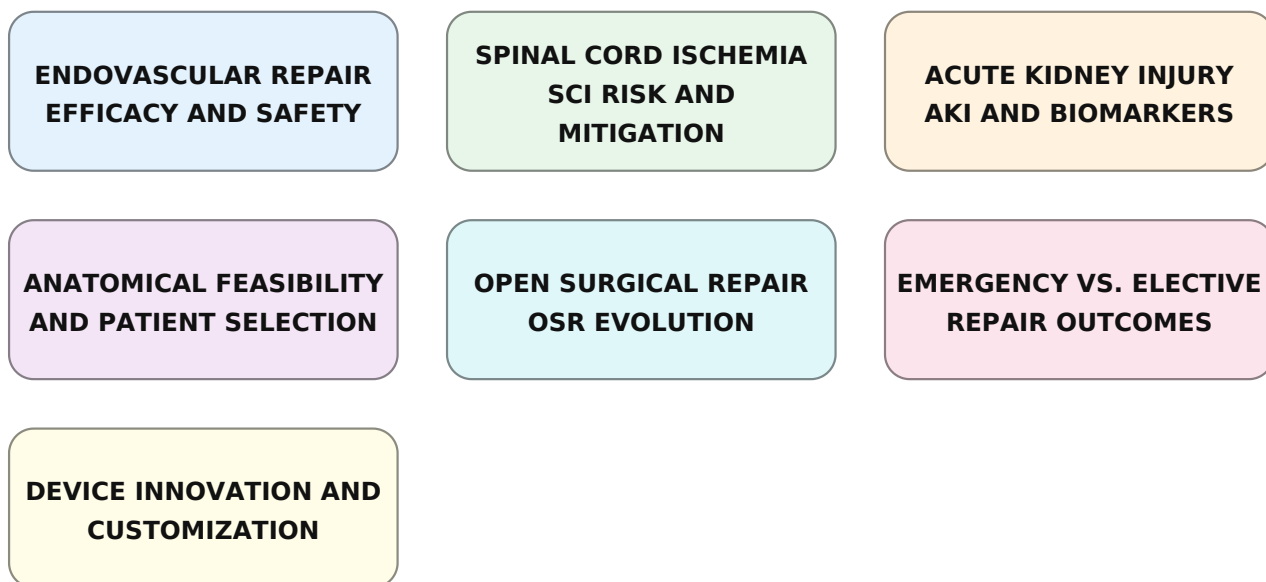 ENDOVASCULAR REPAIR
EFFICACY AND SAFETY
SPINAL CORD ISCHEMIA
SCI RISK AND
MITIGATION
ACUTE KIDNEY INJURY
AKI AND BIOMARKERS
ANATOMICAL FEASIBILITY
AND PATIENT SELECTION
OPEN SURGICAL REPAIR
OSR EVOLUTION
EMERGENCY VS. ELECTIVE
REPAIR OUTCOMES
DEVICE INNOVATION AND
CUSTOMIZATION